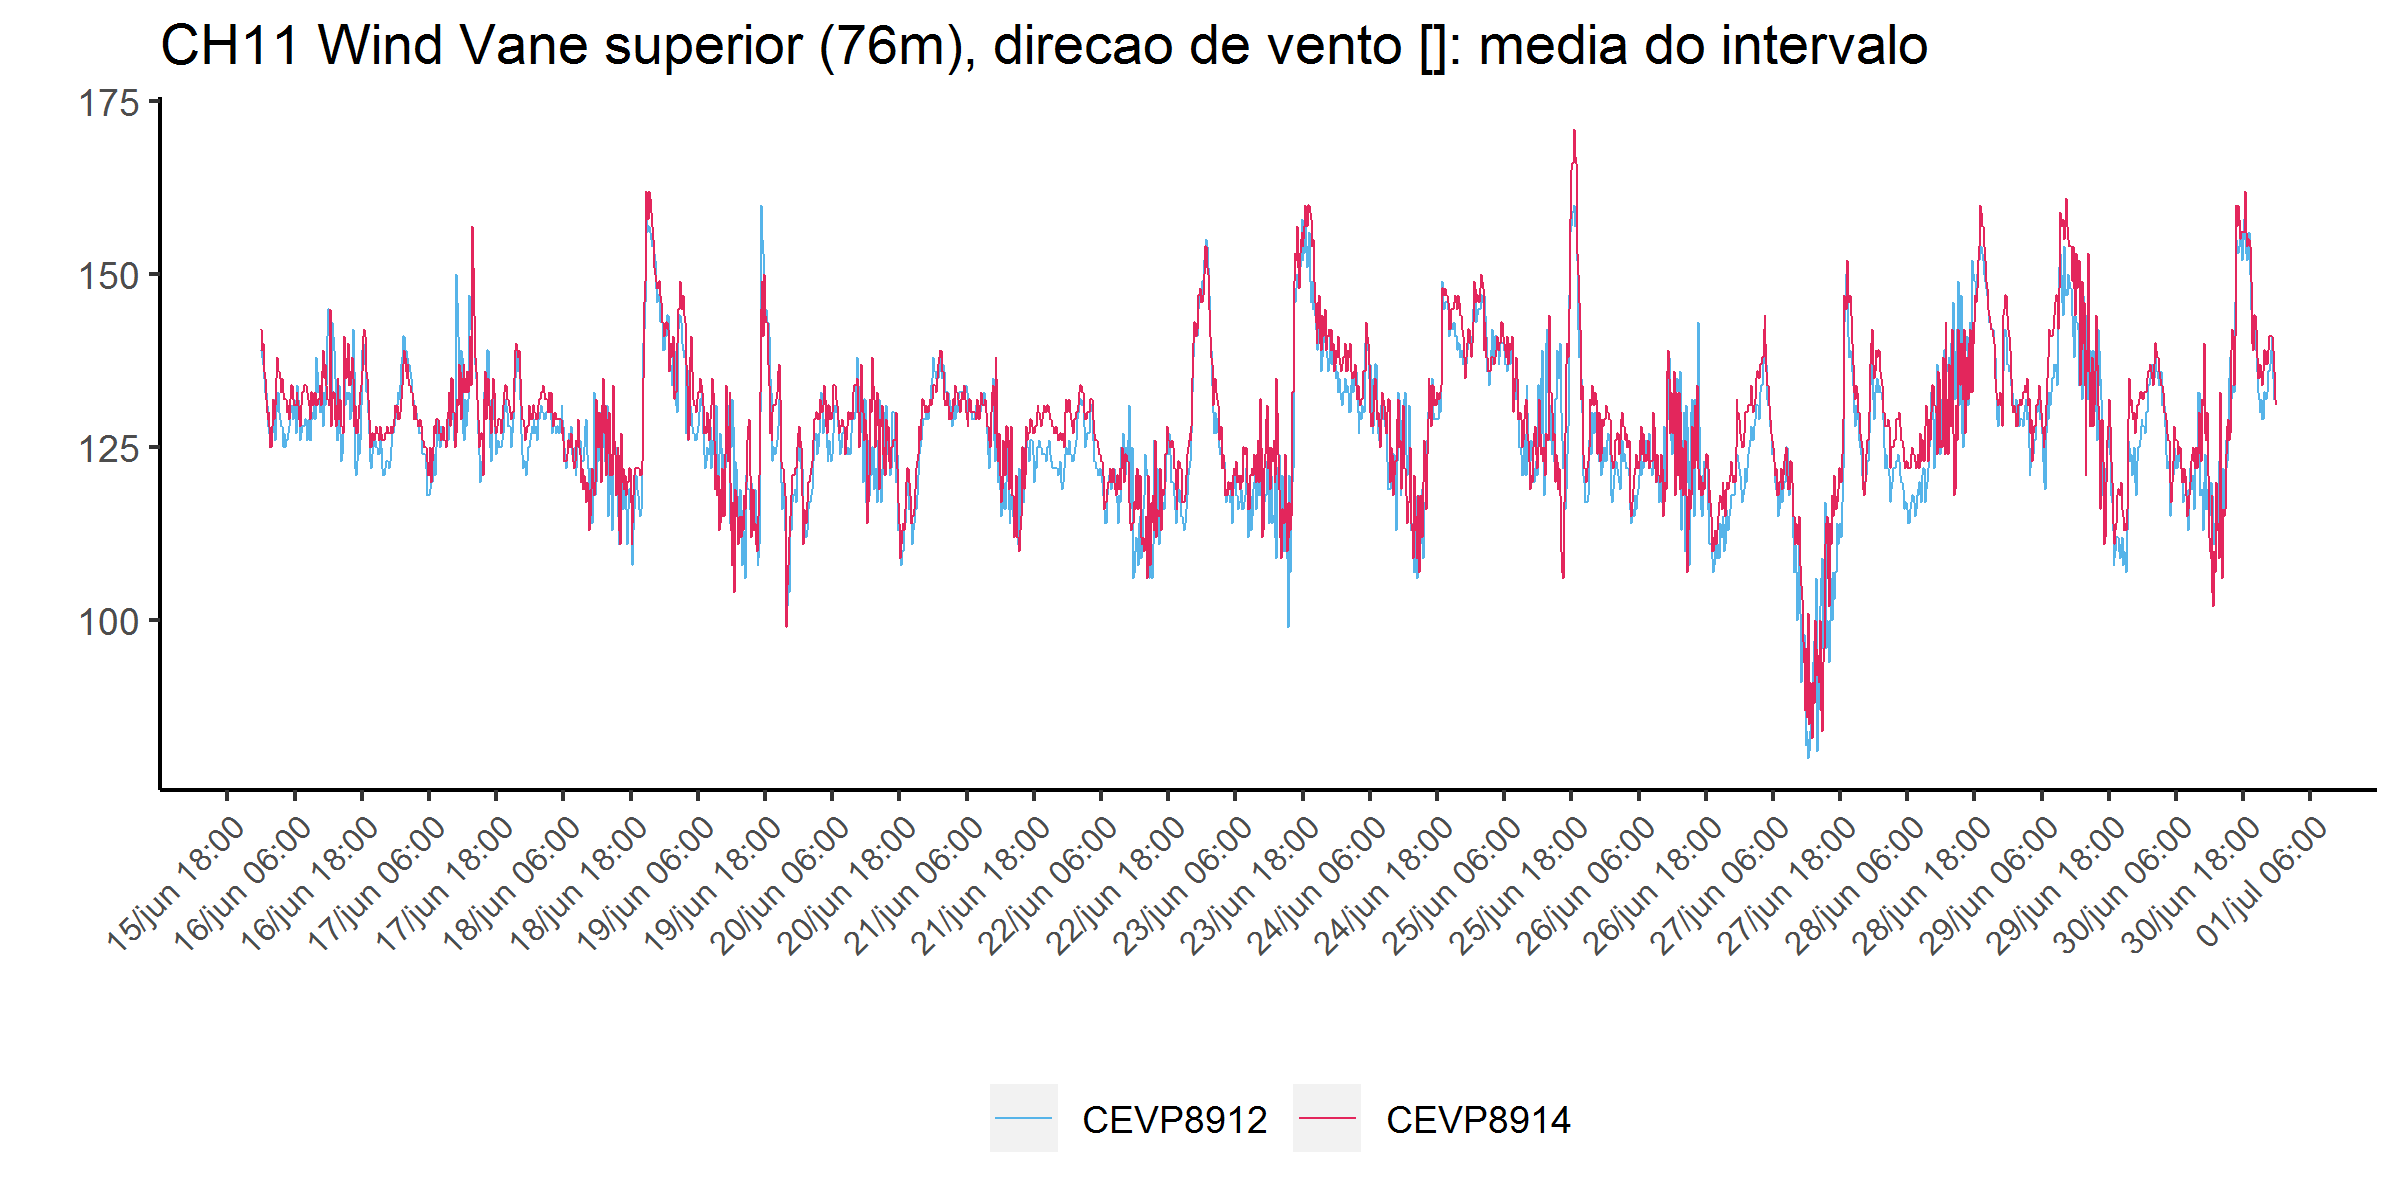 CH11 Wind Vane superior (76m), direcao de vento []: media do intervalo
175
150
125
100
15/jun 18:00
16/jun 06:00
16/jun 18:00
17/jun 06:00
17/jun 18:00
18/jun 06:00
18/jun 18:00
19/jun 06:00
19/jun 18:00
20/jun 06:00
20/jun 18:00
21/jun 06:00
21/jun 18:00
22/jun 06:00
22/jun 18:00
23/jun 06:00
23/jun 18:00
24/jun 06:00
24/jun 18:00
25/jun 06:00
25/jun 18:00
26/jun 06:00
26/jun 18:00
27/jun 06:00
27/jun 18:00
28/jun 06:00
28/jun 18:00
29/jun 06:00
29/jun 18:00
30/jun 06:00
30/jun 18:00
01/jul 06:00
CEVP8912
CEVP8914